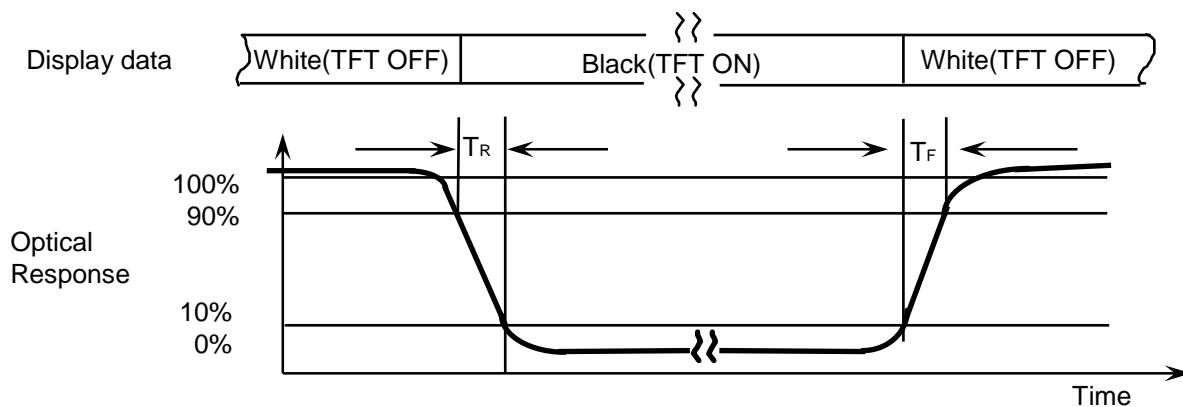 Display data
White(TFT OFF)
Black(TFT ON)
White(TFT OFF)
TR
TF
100%
90%
Optical
Response
10%
0%
Time